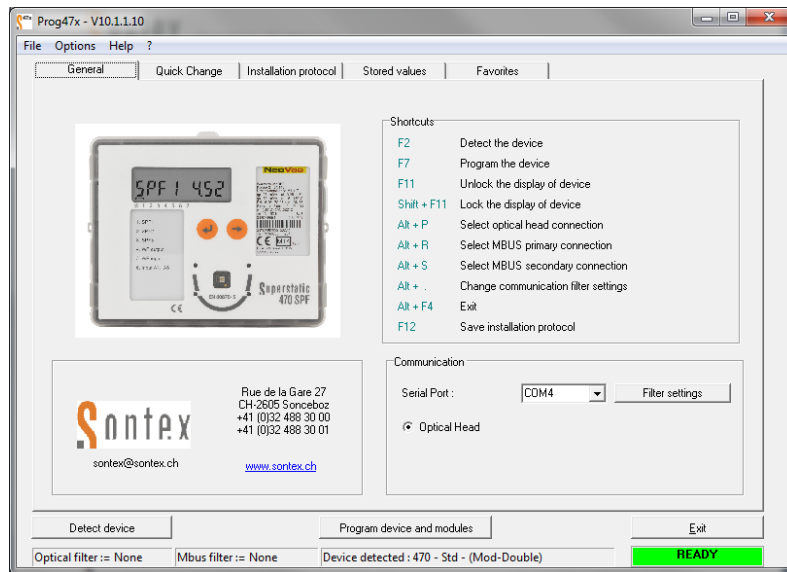 Prog47x - V10.1.1.10
File Options Help ?
General Quick Change Installation protocol Stored values Favorites
NeoVac
SPF1 4.52
CE M11
Superstatic
470 SPF
CE
Shortcuts
F2 Detect the device
F7 Program the device
F11 Unlock the display of device
Shift + F11 Lock the display of device
Alt + P Select optical head connection
Alt + R Select MBUS primary connection
Alt + S Select MBUS secondary connection
Alt + . Change communication filter settings
Alt + F4 Exit
F12 Save installation protocol
Sontex
sontex@sontex.ch
Rue de la Gare 27
CH-2605 Sonceboz
+41 (0)32 488 30 00
+41 (0)32 488 30 01
www.sontex.ch
Communication
Serial Port : COM4 Filter settings
Optical Head
Detect device Program device and modules Exit
Optical filter := None Mbus filter := None Device detected : 470 - Std - (Mod-Double) READY